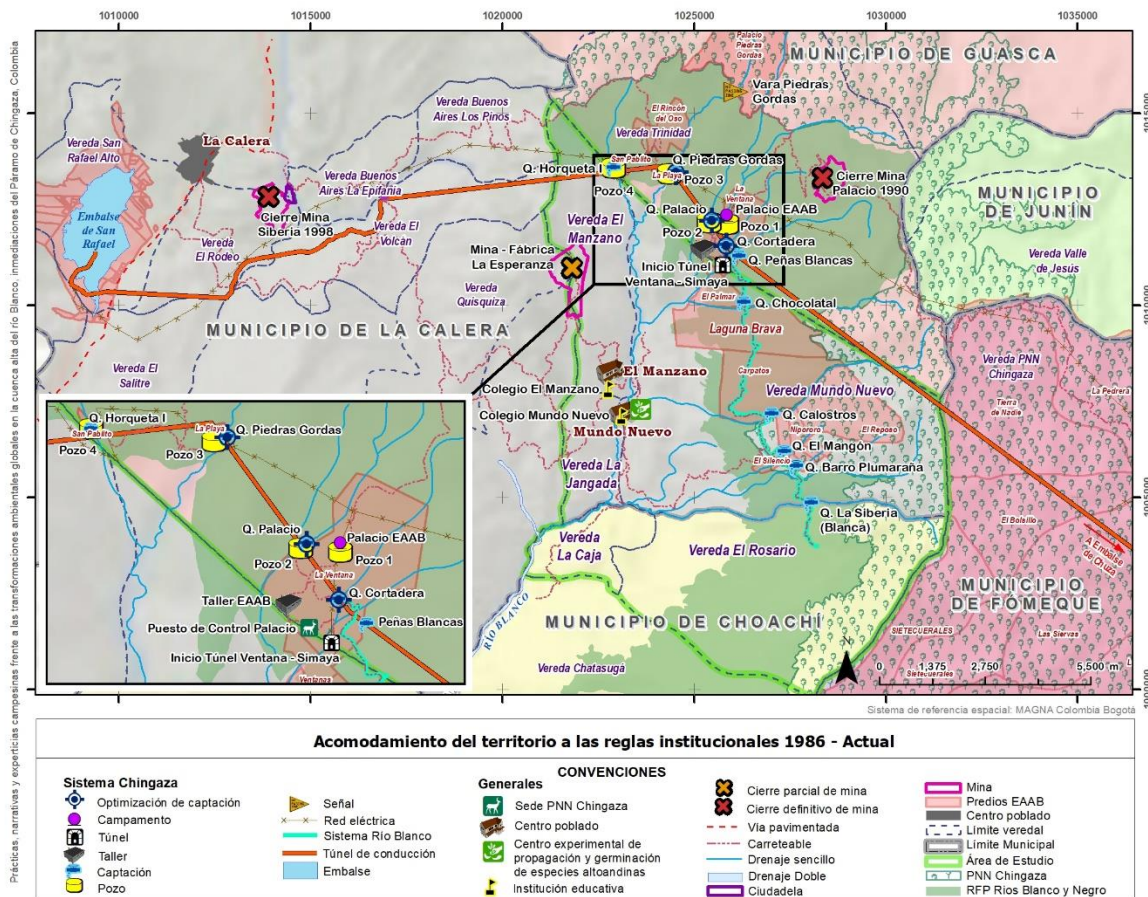 1010000
1015000
1020000
1025000
1030000
1035000
Prácticas, narrativas y experticias campesinas frente a las transformaciones ambientales globales en la cuenca alta del río Blanco, inmediaciones del Páramo de Chingaza, Colombia
MUNICIPIO DE GUASCA
Palacio
Piedras
Gordas
Vara Piedras
Gordas
El Rincón
del Oso
Vereda Trinidad
Vereda Buenos
Aires Los Pinos
Vereda San
Rafael Alto
La Calera
Q. Horqueta I
San Pablito
Pozo 4
Q. Piedras Gordas
La Playa
Pozo 3
Cierre Mina
Palacio 1990
MUNICIPIO
DE JUNÍN
Vereda Valle
de Jesús
Vereda Buenos
Aires La Epifanía
Cierre Mina
Siberia 1998
Embalse
de San
Rafael
Vereda
El Rodeo
Vereda El
Volcán
Vereda El
Manzano
Mina - Fábrica
La Esperanza
Vereda
Quisquiza
La
Ventana
Q. Palacio
Palacio EAAB
Pozo 2
Pozo 1
Q. Cortadera
Q. Peñas Blancas
Inicio Túnel
Ventana - Simaya
El Palmar
Q. Chocolatal
MUNICIPIO DE LA CALERA
Laguna Brava
Vereda El
Salitre
Carpatos
Vereda Mundo Nuevo
El Manzano
Colegio El Manzano
Colegio Mundo Nuevo
Mundo Nuevo
Q. Calostros
Nipororo
El Reposo
Q. El Mangón
El Silencio
Q. Barro Plumaraña
Vereda La
Jangada
Q. La Siberia
(Blanca)
Vereda PNN
Chingaza
La Pedrera
Tierra
de Nadie
El Bolsillo
A Embalse
de Chuza
Vereda
La Caja
Vereda El Rosario
RÍO BLANCO
MUNICIPIO DE CHOACHÍ
Vereda Chatasuga
MUNICIPIO
DE FÓMEQUE
SIETECUERALES
Las Siervas
Sietecuerales
N
0
1,375
2,750
5,500 m
1015000
1010000
1000000
Q. Horqueta I
San Pablito
Pozo 4
La Playa
Q. Piedras Gordas
Pozo 3
Q. Palacio
Palacio EAAB
Pozo 2
Pozo 1
La Ventana
Q. Cortadera
Taller EAAB
Peñas Blancas
Puesto de Control Palacio
Inicio Túnel Ventana - Simaya
Ventanas
Sistema de referencia espacial: MAGNA Colombia Bogotá
Acomodamiento del territorio a las reglas institucionales 1986 - Actual
CONVENCIONES
Sistema Chingaza
Optimización de captación
Campamento
Túnel
Taller
Captación
Pozo
Señal
Red eléctrica
Sistema Río Blanco
Túnel de conducción
Embalse
Generales
Sede PNN Chingaza
Centro poblado
Centro experimental de
propagación y germinación
de especies altoandinas
Institución educativa
Cierre parcial de mina
Cierre definitivo de mina
Vía pavimentada
Carreteable
Drenaje sencillo
Drenaje Doble
Ciudadela
Mina
Predios EAAB
Centro poblado
Límite veredal
Límite Municipal
Área de Estudio
PNN Chingaza
RFP Rios Blanco y Negro